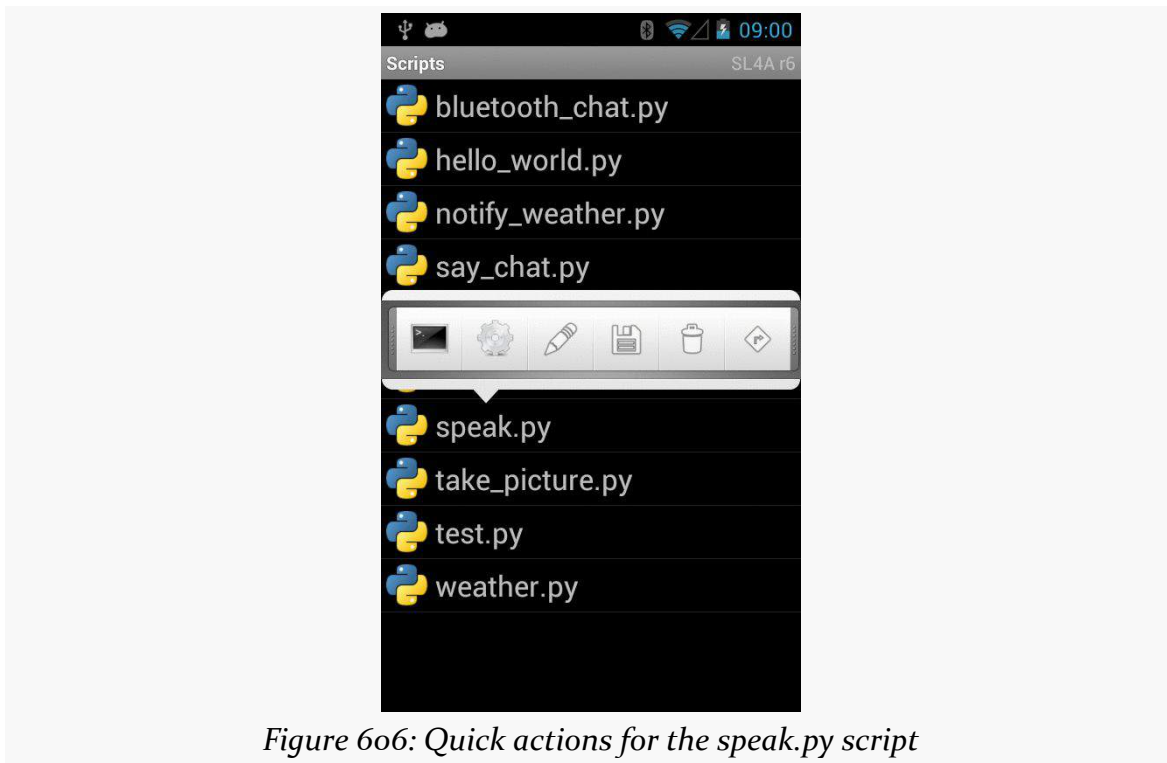 09:00
Scripts SL4A r6
bluetooth_chat.py
hello_world.py
notify_weather.py
say_chat.py
>_
speak.py
take_picture.py
test.py
weather.py
Figure 606: Quick actions for the speak.py script